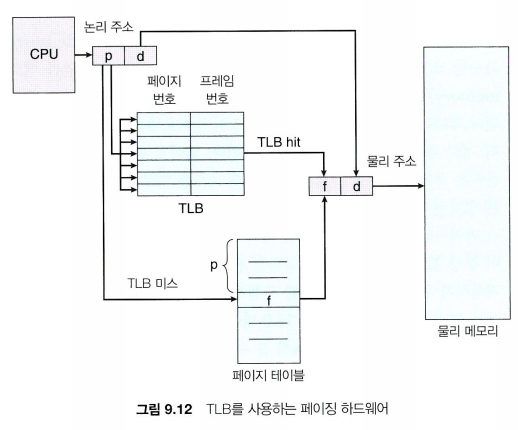 논리 주소
CPU
p d
페이지 번호
프레임 번호
TLB hit
TLB
물리 주소
f d
p
TLB 미스
f
페이지 테이블
물리 메모리
그림 9.12 TLB를 사용하는 페이징 하드웨어